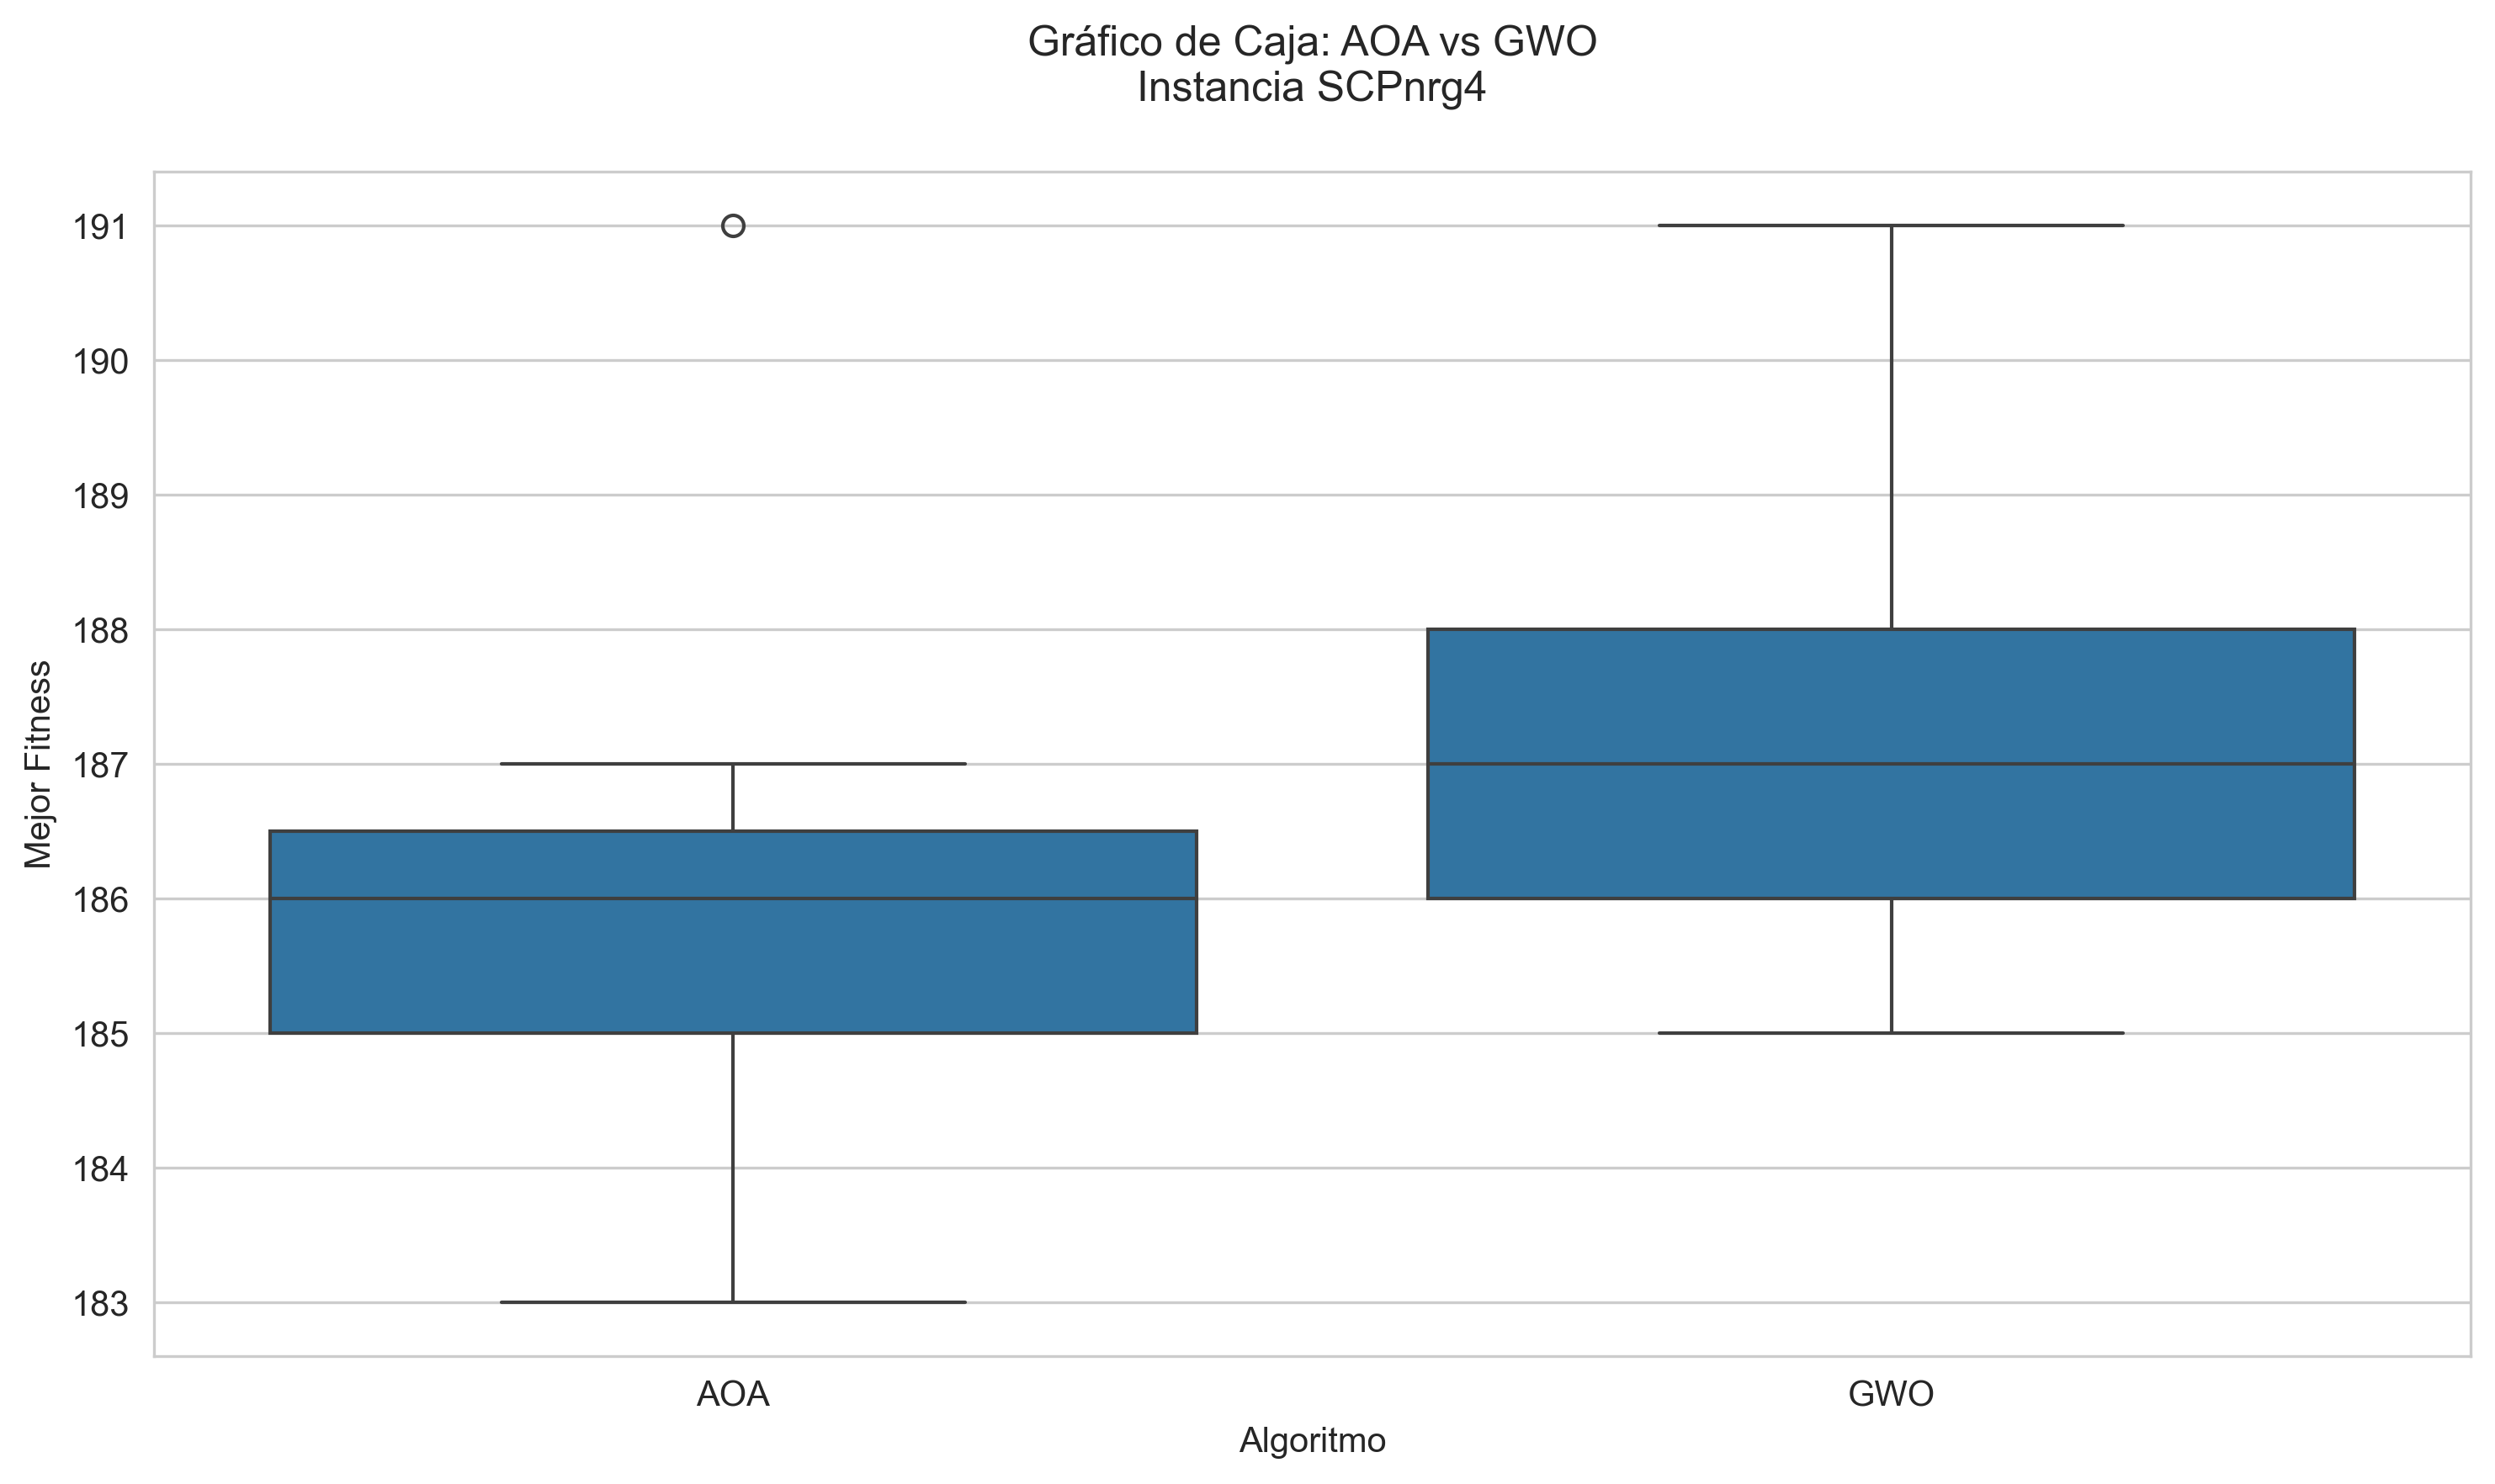 Gráfico de Caja: AOA vs GWO
Instancia SCPnrg4
191
190
189
188
187
186
185
184
183
Mejor Fitness
AOA
GWO
Algoritmo